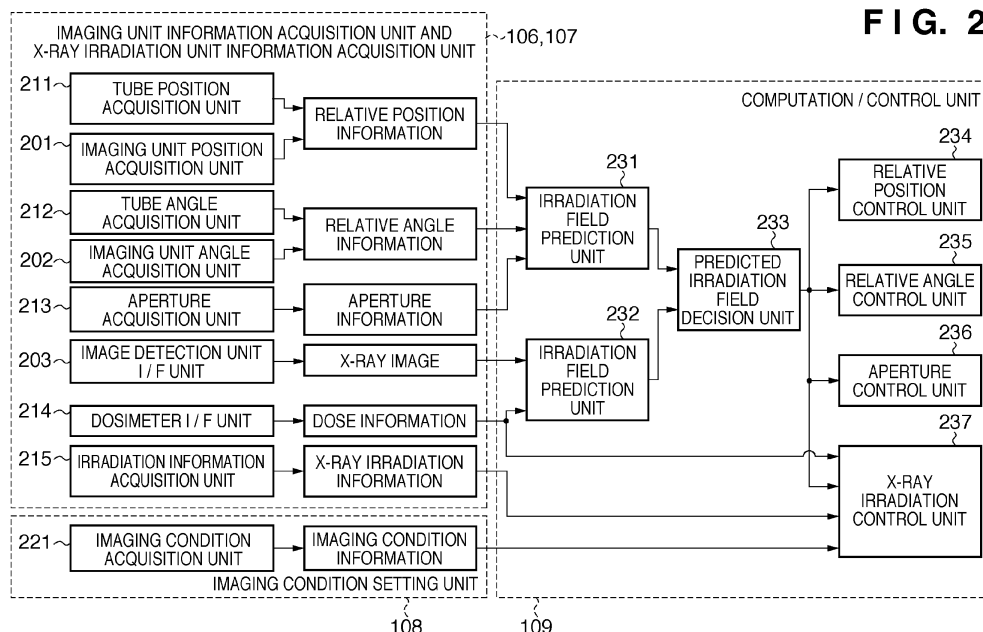 FIG. 2
IMAGING UNIT INFORMATION ACQUISITION UNIT AND
X-RAY IRRADIATION UNIT INFORMATION ACQUISITION UNIT
106,107
211
TUBE POSITION
ACQUISITION UNIT
201
IMAGING UNIT POSITION
ACQUISITION UNIT
RELATIVE POSITION
INFORMATION
212
TUBE ANGLE
ACQUISITION UNIT
202
IMAGING UNIT ANGLE
ACQUISITION UNIT
RELATIVE ANGLE
INFORMATION
213
APERTURE
ACQUISITION UNIT
APERTURE
INFORMATION
203
IMAGE DETECTION UNIT
I / F UNIT
X-RAY IMAGE
214
DOSIMETER I / F UNIT
DOSE INFORMATION
215
IRRADIATION INFORMATION
ACQUISITION UNIT
X-RAY IRRADIATION
INFORMATION
221
IMAGING CONDITION
ACQUISITION UNIT
IMAGING CONDITION
INFORMATION
IMAGING CONDITION SETTING UNIT
108
COMPUTATION / CONTROL UNIT
231
IRRADIATION
FIELD
PREDICTION
UNIT
232
IRRADIATION
FIELD
PREDICTION
UNIT
233
PREDICTED
IRRADIATION
FIELD
DECISION UNIT
234
RELATIVE
POSITION
CONTROL UNIT
235
RELATIVE ANGLE
CONTROL UNIT
236
APERTURE
CONTROL UNIT
237
X-RAY
IRRADIATION
CONTROL UNIT
109